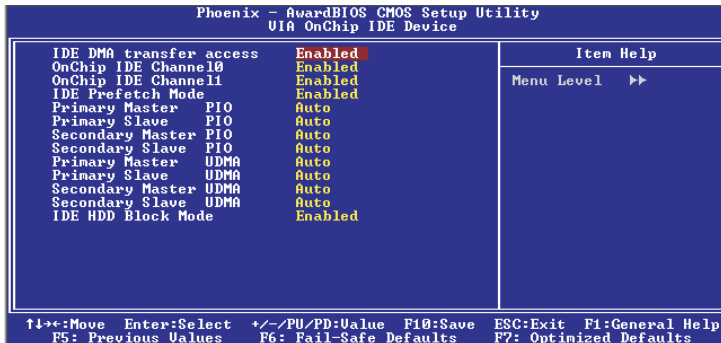 Phoenix - AwardBIOS CMOS Setup Utility
VIA OnChip IDE Device
IDE DMA transfer access Enabled
OnChip IDE Channel0 Enabled
OnChip IDE Channel1 Enabled
IDE Prefetch Mode Enabled
Primary Master PIO Auto
Primary Slave PIO Auto
Secondary Master PIO Auto
Secondary Slave PIO Auto
Primary Master UDMA Auto
Primary Slave UDMA Auto
Secondary Master UDMA Auto
Secondary Slave UDMA Auto
IDE HDD Block Mode Enabled
Item Help
Menu Level ▶▶
↑↓→←:Move Enter:Select +/-/PU/PD:Value F10:Save ESC:Exit F1:General Help
F5: Previous Values F6: Fail-Safe Defaults F7: Optimized Defaults